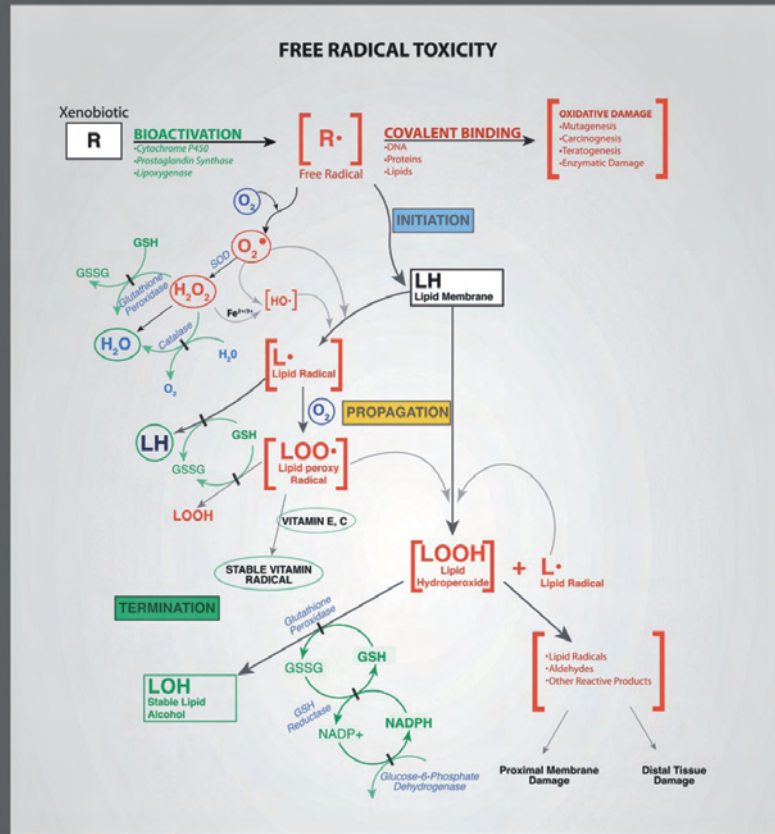 FREE RADICAL TOXICITY
Xenobiotic
R
BIOACTIVATION
•Cytochrome P450
•Prostaglandin Synthase
•Lipoxygenase
[R•]
Free Radical
COVALENT BINDING
•DNA
•Proteins
•Lipids
OXIDATIVE DAMAGE
•Mutagenesis
•Carcinognesis
•Teratogenesis
•Enzymatic Damage
O₂
INITIATION
O₂•
GSH
SOD
GSSG
Glutathione
Peroxidase
H₂O₂
Fe²⁺/³⁺
[HO•]
LH
Lipid Membrane
H₂O
Catalase
H₂0
O₂
[L•]
Lipid Radical
O₂
PROPAGATION
LH
GSH
GSSG
[LOO•]
Lipid peroxy
Radical
LOOH
VITAMIN E, C
STABLE VITAMIN
RADICAL
[LOOH]
Lipid
Hydroperoxide
+
L•
Lipid Radical
TERMINATION
Glutathione
Peroxidase
GSSG
GSH
LOH
Stable Lipid
Alcohol
GSH
Reductase
NADP+
NADPH
Glucose-6-Phosphate
Dehydrogenase
•Lipid Radicals
•Aldehydes
•Other Reactive Products
Proximal Membrane
Damage
Distal Tissue
Damage